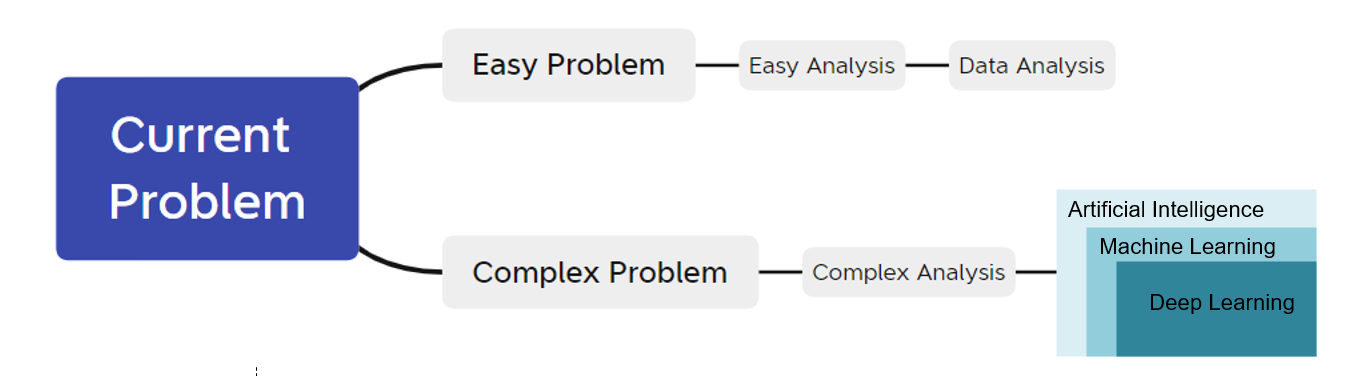 Current
Problem
Easy Problem
Easy Analysis
Data Analysis
Complex Problem
Complex Analysis
Artificial Intelligence
Machine Learning
Deep Learning